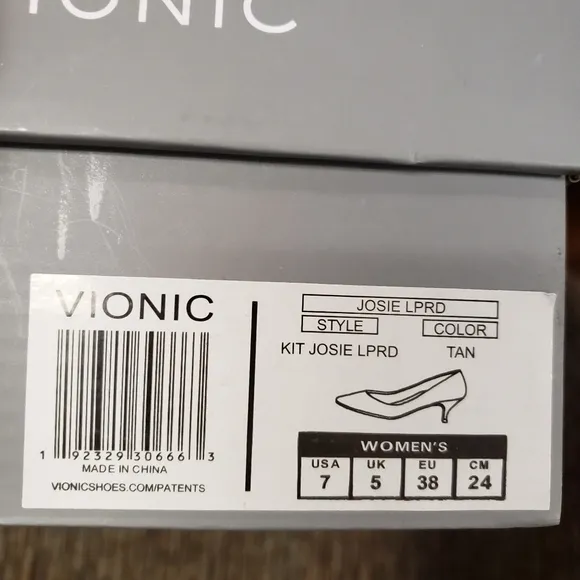 VIONIC
VIONIC
1 92329 30666 3
MADE IN CHINA
VIONICSHOES.COM/PATENTS
JOSIE LPRD
STYLE COLOR
KIT JOSIE LPRD TAN
WOMEN'S
USA UK EU CM
7 5 38 24